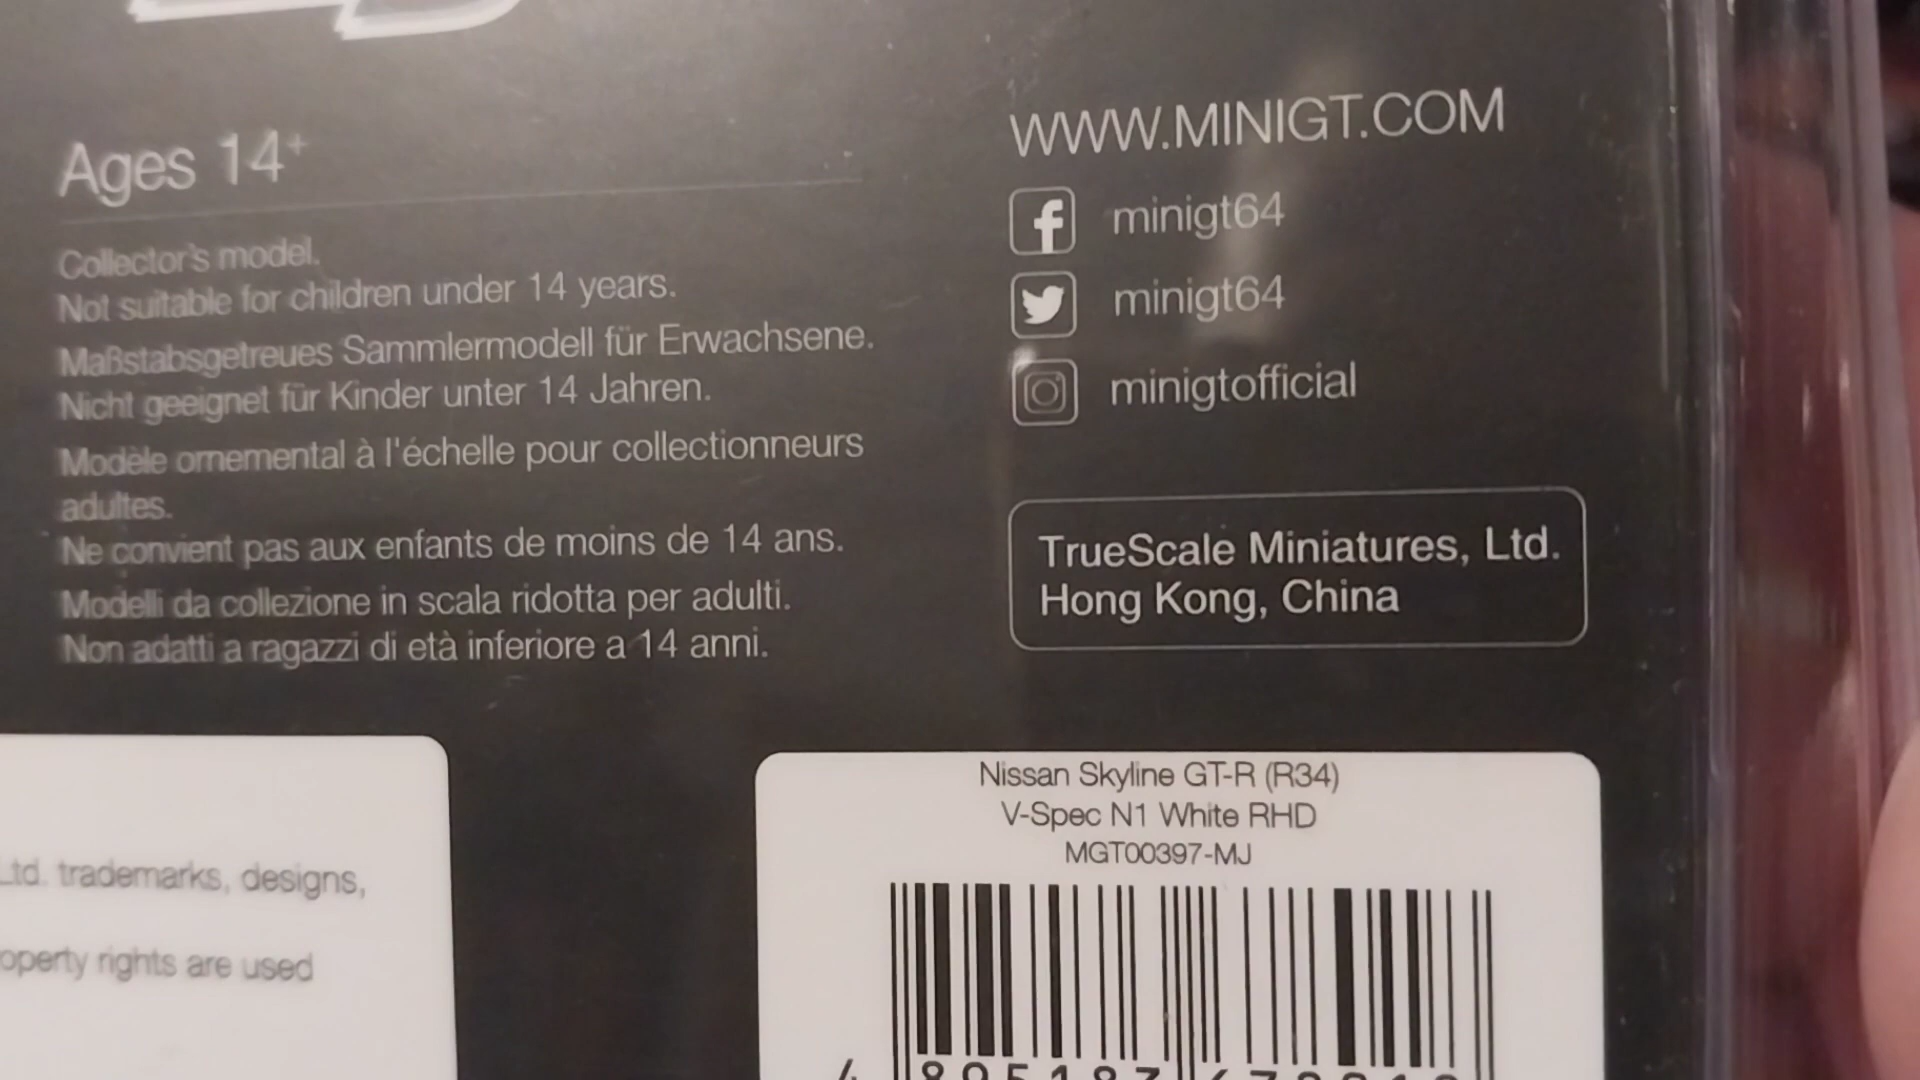 Ages 14+
Collector's model.
Not suitable for children under 14 years.
Maßstabsgetreues Sammlermodell für Erwachsene.
Nicht geeignet für Kinder unter 14 Jahren.
Modèle ornemental à l'échelle pour collectionneurs
adultes.
Ne convient pas aux enfants de moins de 14 ans.
Modelli da collezione in scala ridotta per adulti.
Non adatti a ragazzi di età inferiore a 14 anni.
WWW.MINIGT.COM
minigt64
minigt64
minigtofficial
TrueScale Miniatures, Ltd.
Hong Kong, China
Ltd. trademarks, designs,
rights are used
Nissan Skyline GT-R (R34)
V-Spec N1 White RHD
MGT00397-MJ